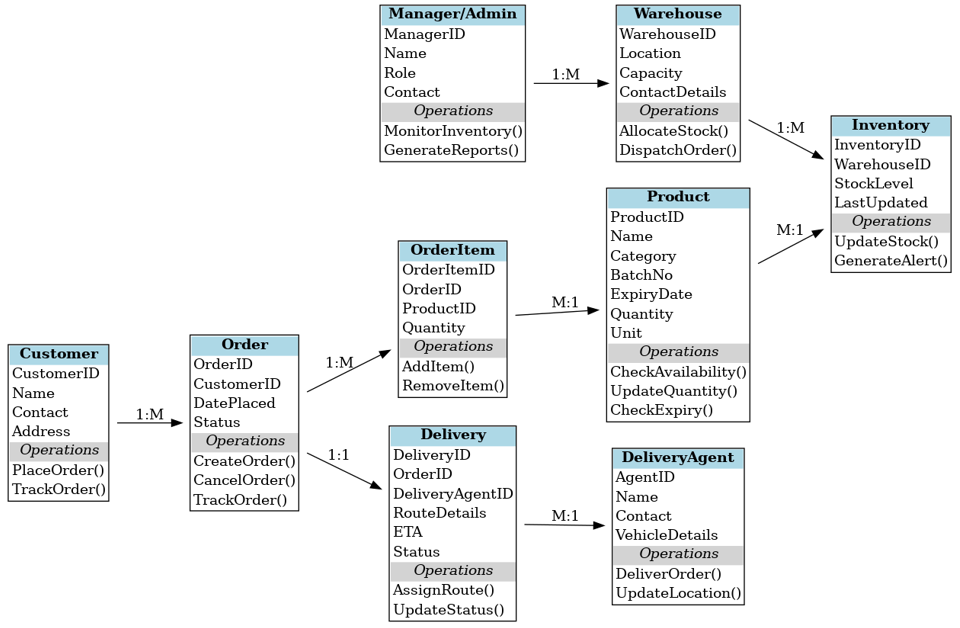 Manager/Admin
ManagerID
Name
Role
Contact
Operations
MonitorInventory()
GenerateReports()
1:M
Warehouse
WarehouseID
Location
Capacity
ContactDetails
Operations
AllocateStock()
DispatchOrder()
1:M
Inventory
InventoryID
WarehouseID
StockLevel
LastUpdated
Operations
UpdateStock()
GenerateAlert()
Product
ProductID
Name
Category
BatchNo
ExpiryDate
Quantity
Unit
Operations
CheckAvailability()
UpdateQuantity()
CheckExpiry()
M:1
OrderItem
OrderItemID
OrderID
ProductID
Quantity
Operations
AddItem()
RemoveItem()
M:1
Customer
CustomerID
Name
Contact
Address
Operations
PlaceOrder()
TrackOrder()
1:M
Order
OrderID
CustomerID
DatePlaced
Status
Operations
CreateOrder()
CancelOrder()
TrackOrder()
1:M
1:1
Delivery
DeliveryID
OrderID
DeliveryAgentID
RouteDetails
ETA
Status
Operations
AssignRoute()
UpdateStatus()
M:1
DeliveryAgent
AgentID
Name
Contact
VehicleDetails
Operations
DeliverOrder()
UpdateLocation()